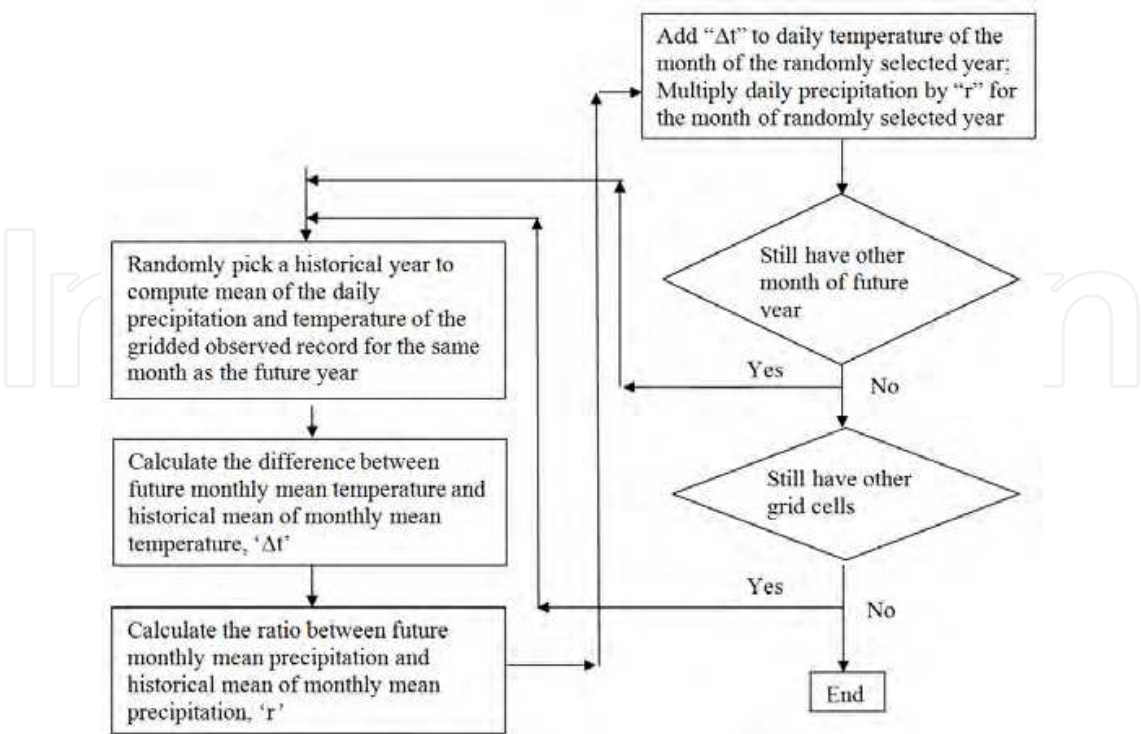 Randomly pick a historical year to
compute mean of the daily
precipitation and temperature of the
gridded observed record for the same
month as the future year
Calculate the difference between
future monthly mean temperature and
historical mean of monthly mean
temperature, ‘Δt’
Calculate the ratio between future
monthly mean precipitation and
historical mean of monthly mean
precipitation, ‘r’
Add “Δt” to daily temperature of the
month of the randomly selected year;
Multiply daily precipitation by “r” for
the month of randomly selected year
Still have other
month of future
year
Yes
No
Still have other
grid cells
Yes
No
End